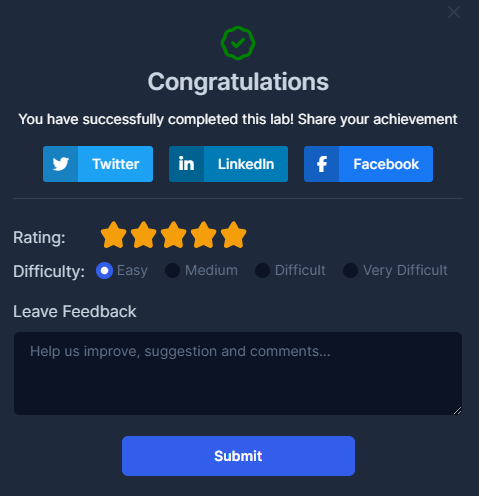 Congratulations
You have successfully completed this lab! Share your achievement
Twitter LinkedIn Facebook
Rating:
Difficulty: Easy Medium Difficult Very Difficult
Leave Feedback
Help us improve, suggestion and comments...
Submit